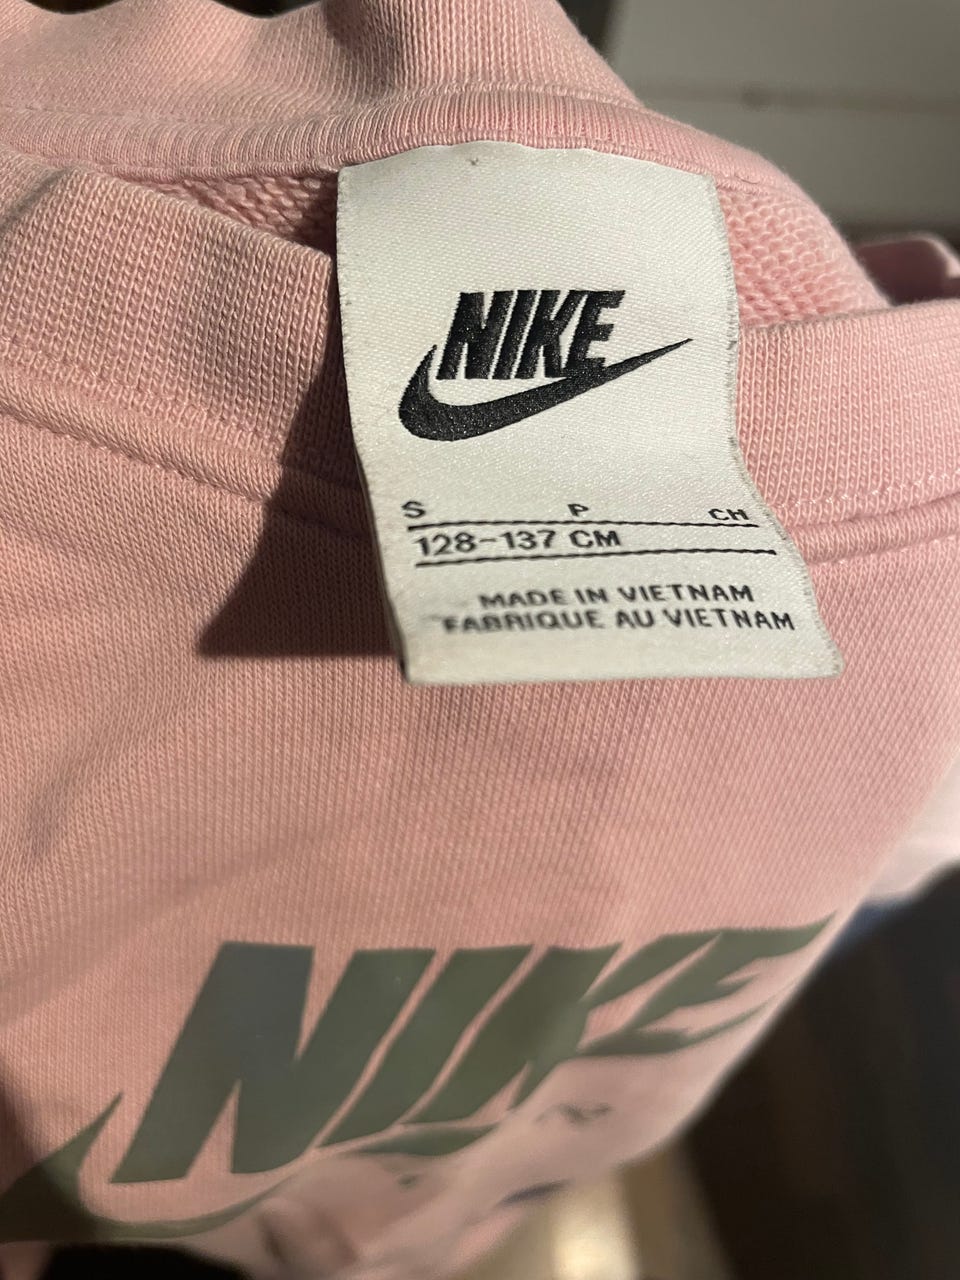 NIKE
S P CH
128-137 CM
MADE IN VIETNAM
FABRIQUE AU VIETNAM
NIKE